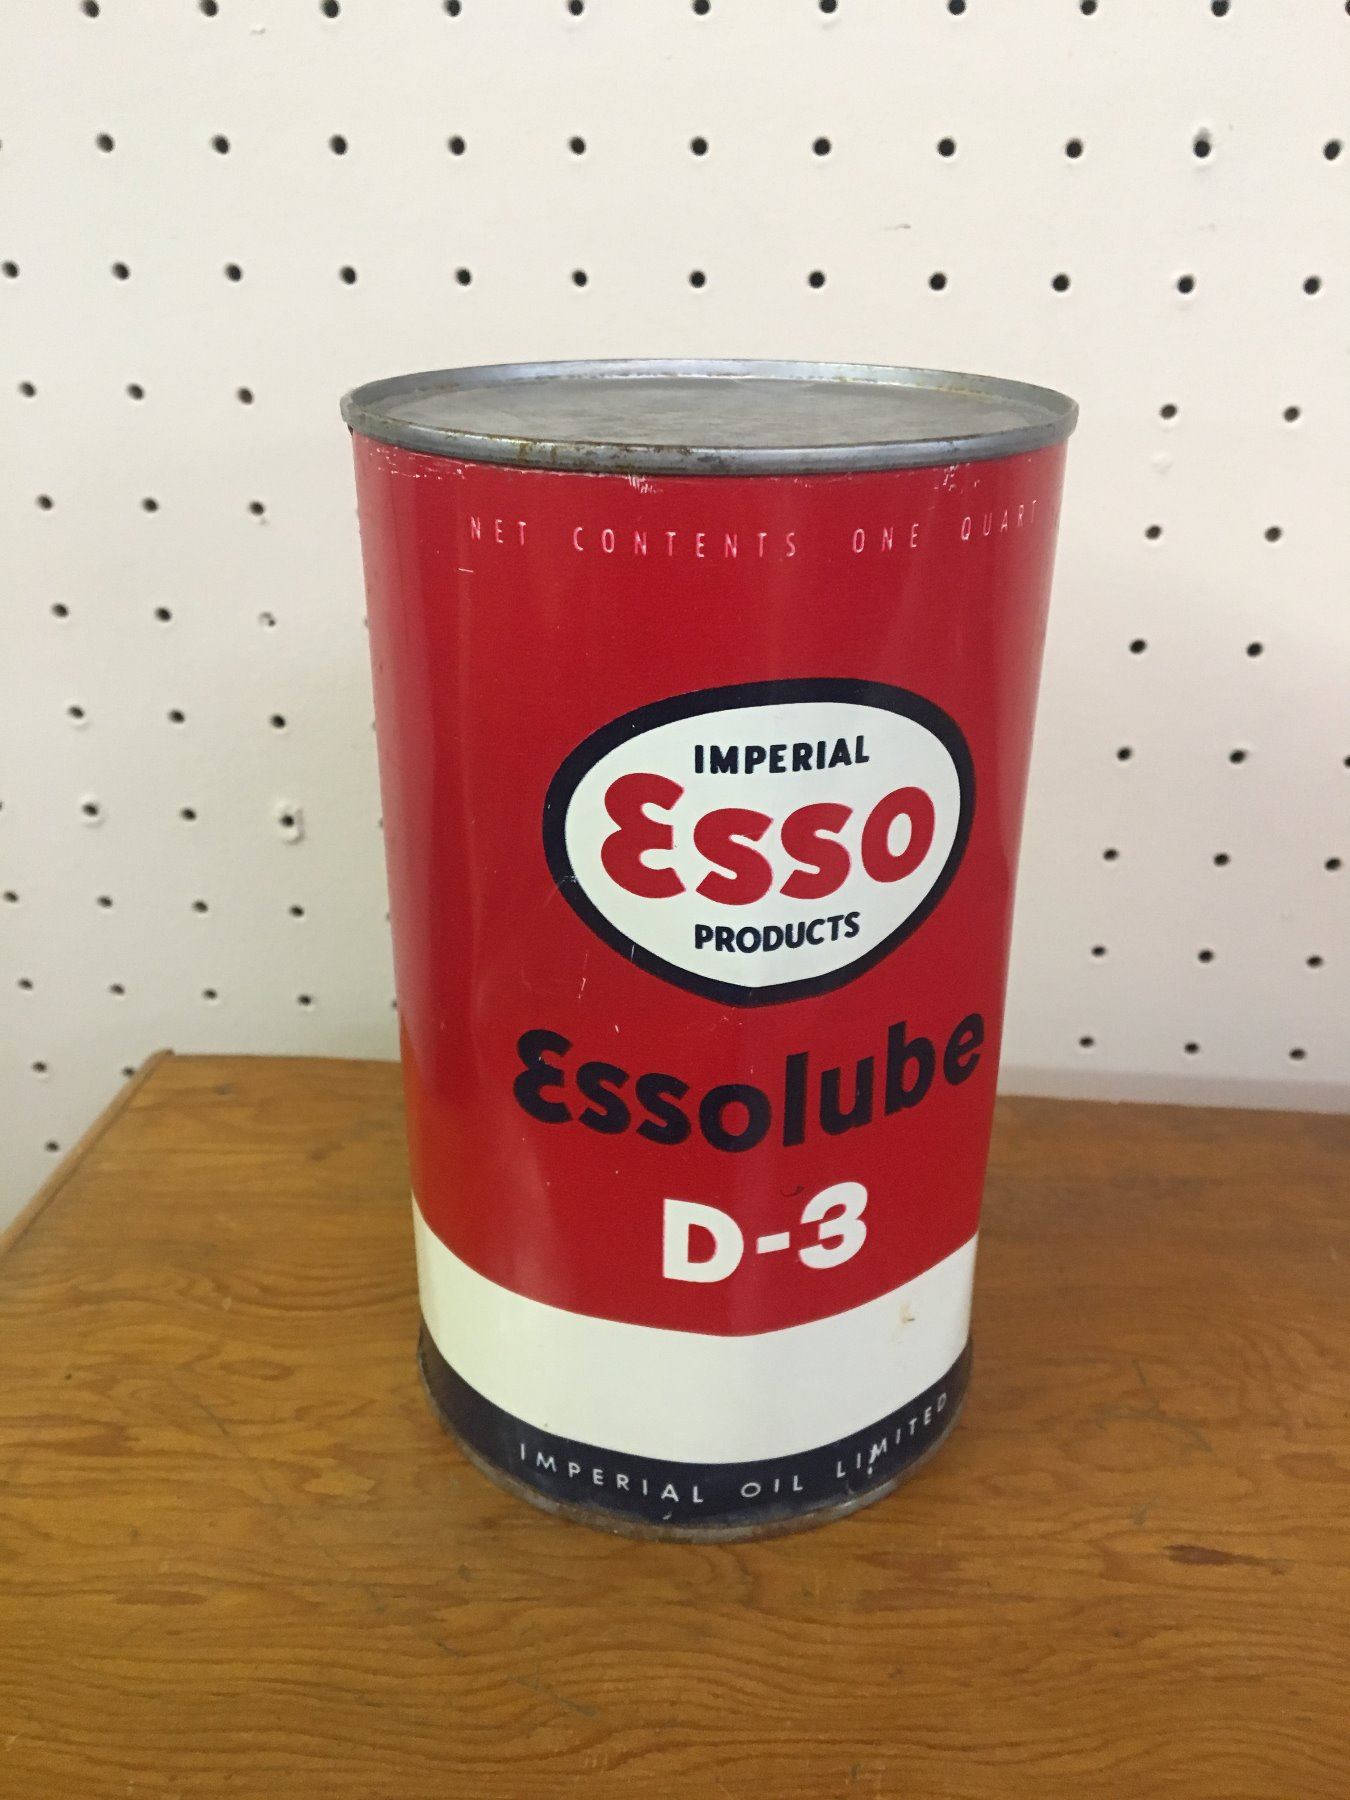 NET CONTENTS ONE QUART
IMPERIAL
Esso
PRODUCTS
Essolube
D-3
IMPERIAL OIL LIMITED